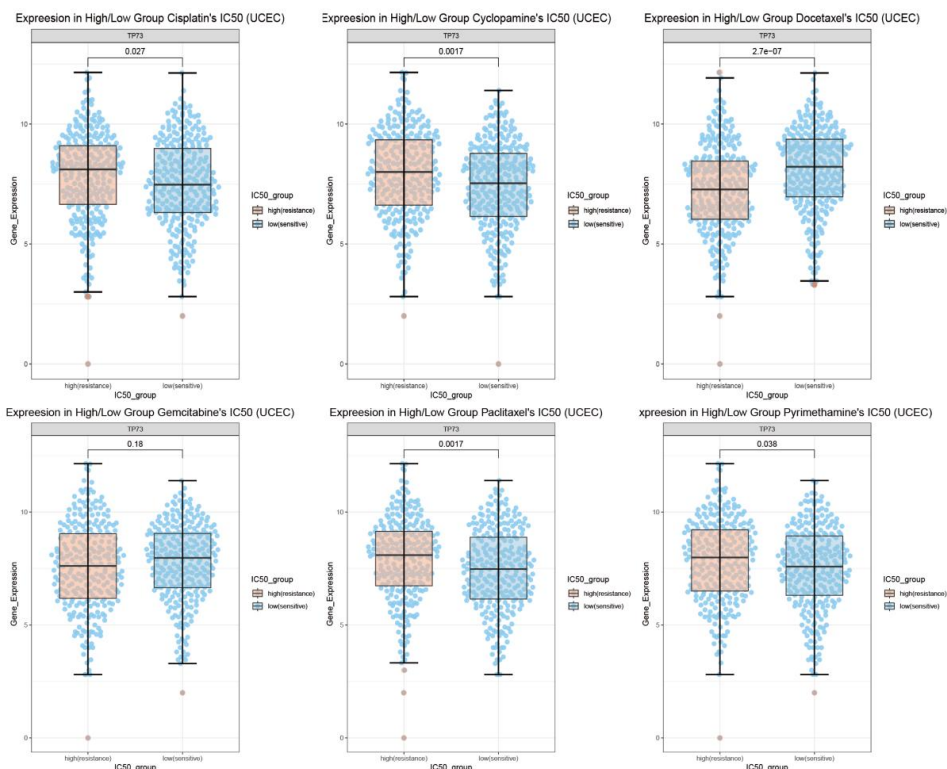 Expreesion in High/Low Group Cisplatin's IC50 (UCEC)
TP73
0.027
10
5
0
Gene_Expression
high(resistance)
low(sensitive)
IC50_group
IC50_group
high(resistance)
low(sensitive)
Expreesion in High/Low Group Cyclopamine's IC50 (UCEC)
TP73
0.0017
10
5
0
Gene_Expression
high(resistance)
low(sensitive)
IC50_group
IC50_group
high(resistance)
low(sensitive)
Expreesion in High/Low Group Docetaxel's IC50 (UCEC)
TP73
2.7e-07
10
5
0
Gene_Expression
high(resistance)
low(sensitive)
IC50_group
IC50_group
high(resistance)
low(sensitive)
Expreesion in High/Low Group Gemcitabine's IC50 (UCEC)
TP73
0.18
10
5
0
Gene_Expression
high(resistance)
low(sensitive)
IC50_group
IC50_group
high(resistance)
low(sensitive)
Expreesion in High/Low Group Paclitaxel's IC50 (UCEC)
TP73
0.0017
10
5
0
Gene_Expression
high(resistance)
low(sensitive)
IC50_group
IC50_group
high(resistance)
low(sensitive)
xpreesion in High/Low Group Pyrimethamine's IC50 (UCEC)
TP73
0.038
10
5
0
Gene_Expression
high(resistance)
low(sensitive)
IC50_group
IC50_group
high(resistance)
low(sensitive)